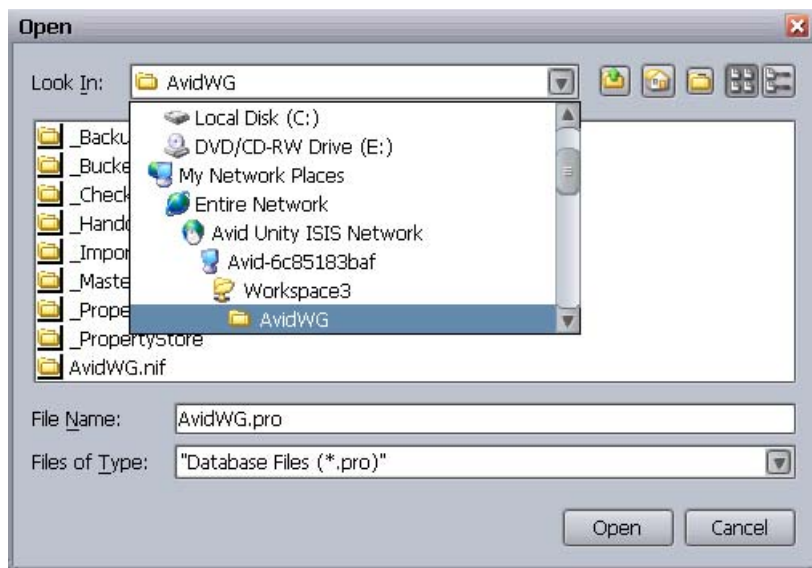 Open
Look In: AvidWG
Local Disk (C:)
DVD/CD-RW Drive (E:)
My Network Places
Entire Network
Avid Unity ISIS Network
Avid-6c85183baf
Workspace3
AvidWG
_Backu
_Bucke
_Check
_Hando
_Impor
_Maste
_Prope
_PropertyStore
AvidWG.nif
File Name: AvidWG.pro
Files of Type: "Database Files (*.pro)"
Open Cancel